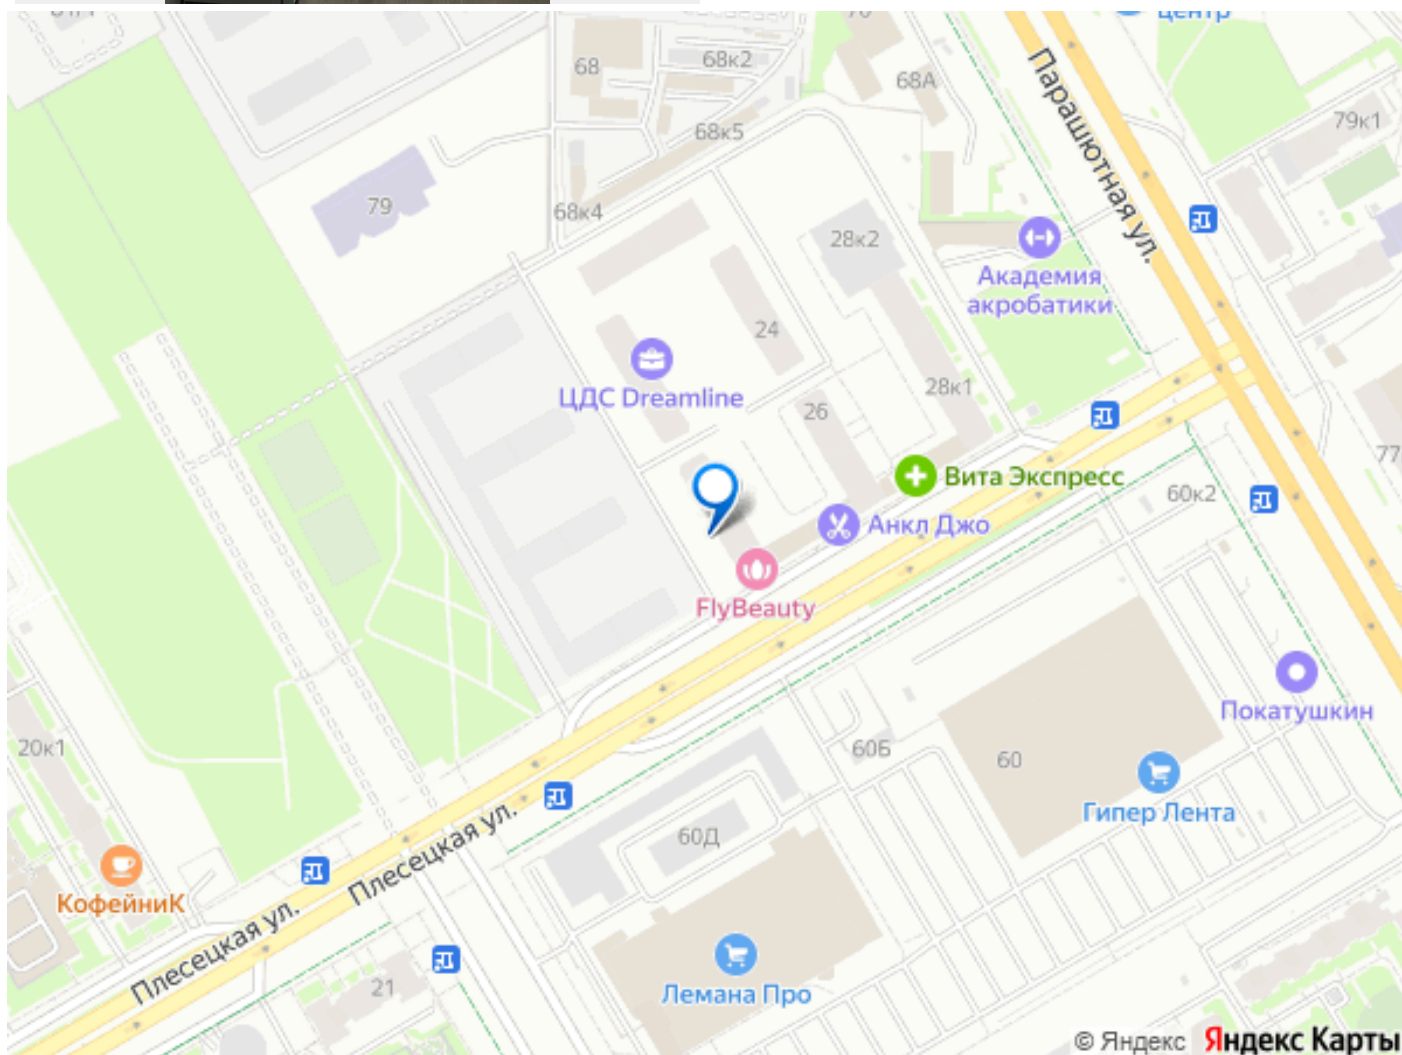 центр
Парашютная ул.
68
68к2
68А
68к5
79к1
79
68к4
28к2
Академия
акробатики
24
ЦДС Dreamline
26
28к1
77
Вита Экспресс
60к2
Анкл Джо
FlyBeauty
Покатушкин
20к1
60Б
60
Гипер Лента
60Д
Плесецкая ул.
КофейниК
Плесецкая ул.
21
Лемана Про
© Яндекс Яндекс Карты